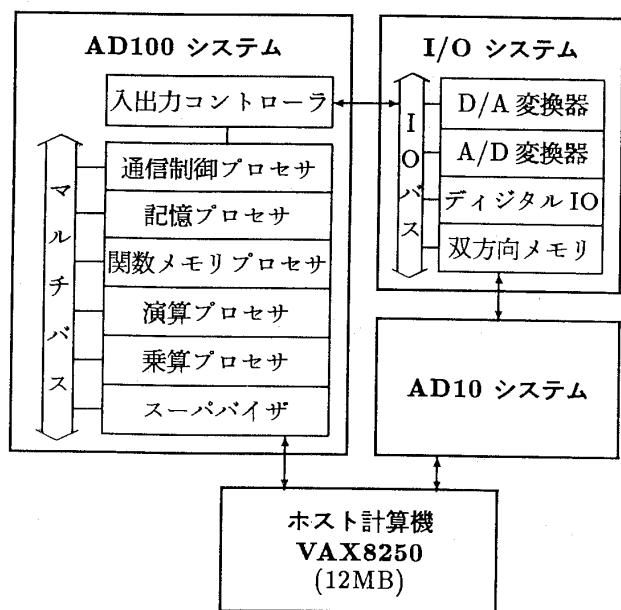 AD100 システム
入出力コントローラ
マルチバス
通信制御プロセサ
記憶プロセサ
関数メモリプロセサ
演算プロセサ
乗算プロセサ
スーパバイザ
I/O システム
IOバス
D/A 変換器
A/D 変換器
ディジタル IO
双方向メモリ
AD10 システム
ホスト計算機
VAX8250
(12MB)